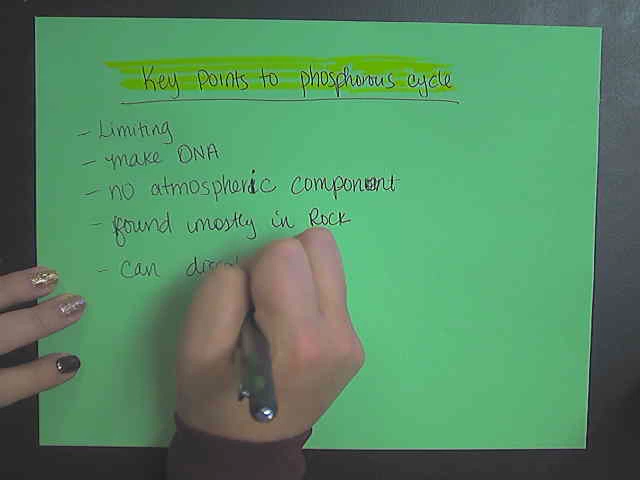 Key points to phosphorous cycle
- Limiting
- make DNA
- no atmospheric component
- found mostly in Rock
- can